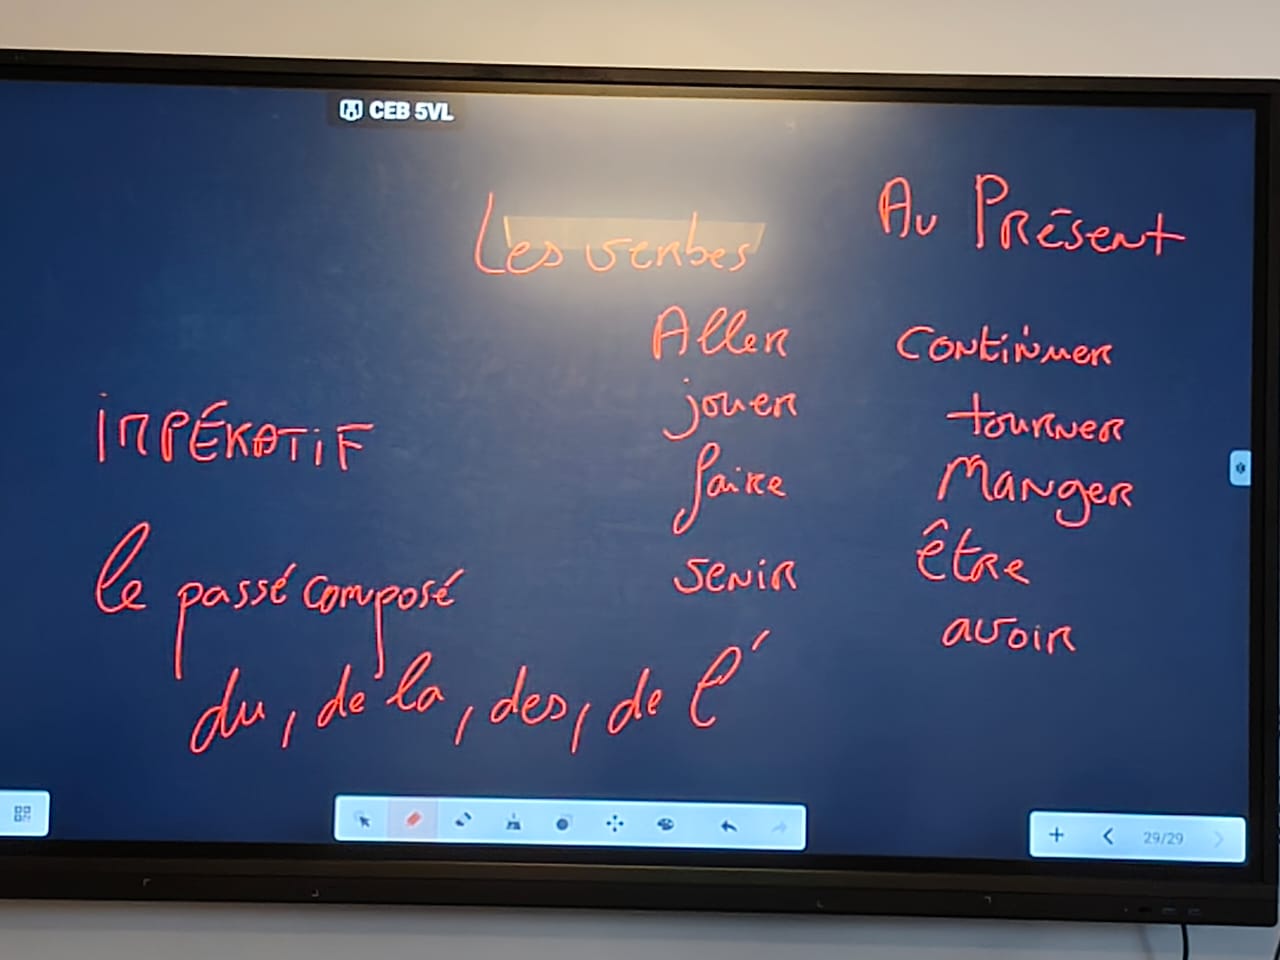 CEB 5VL
Les verbes
Au Présent
Aller
continuer
jouer
tourner
faire
Manger
IMPÉRATIF
être
le passé composé
avoir
du, de la, des, de l'
29/29